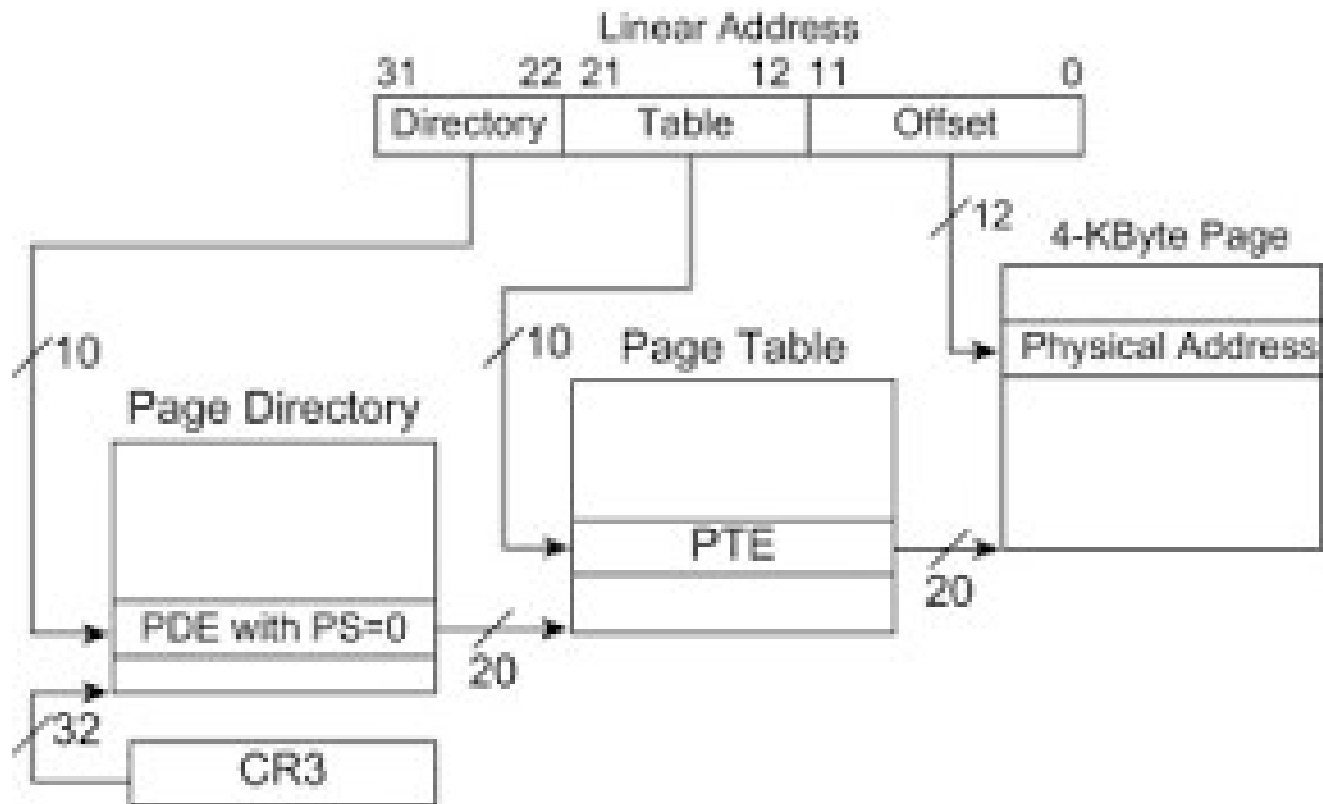 Linear Address
31 22 21 12 11 0
Directory Table Offset
12
4-KByte Page
10
10
Page Table
Physical Address
Page Directory
PTE
20
PDE with PS=0
20
32
CR3